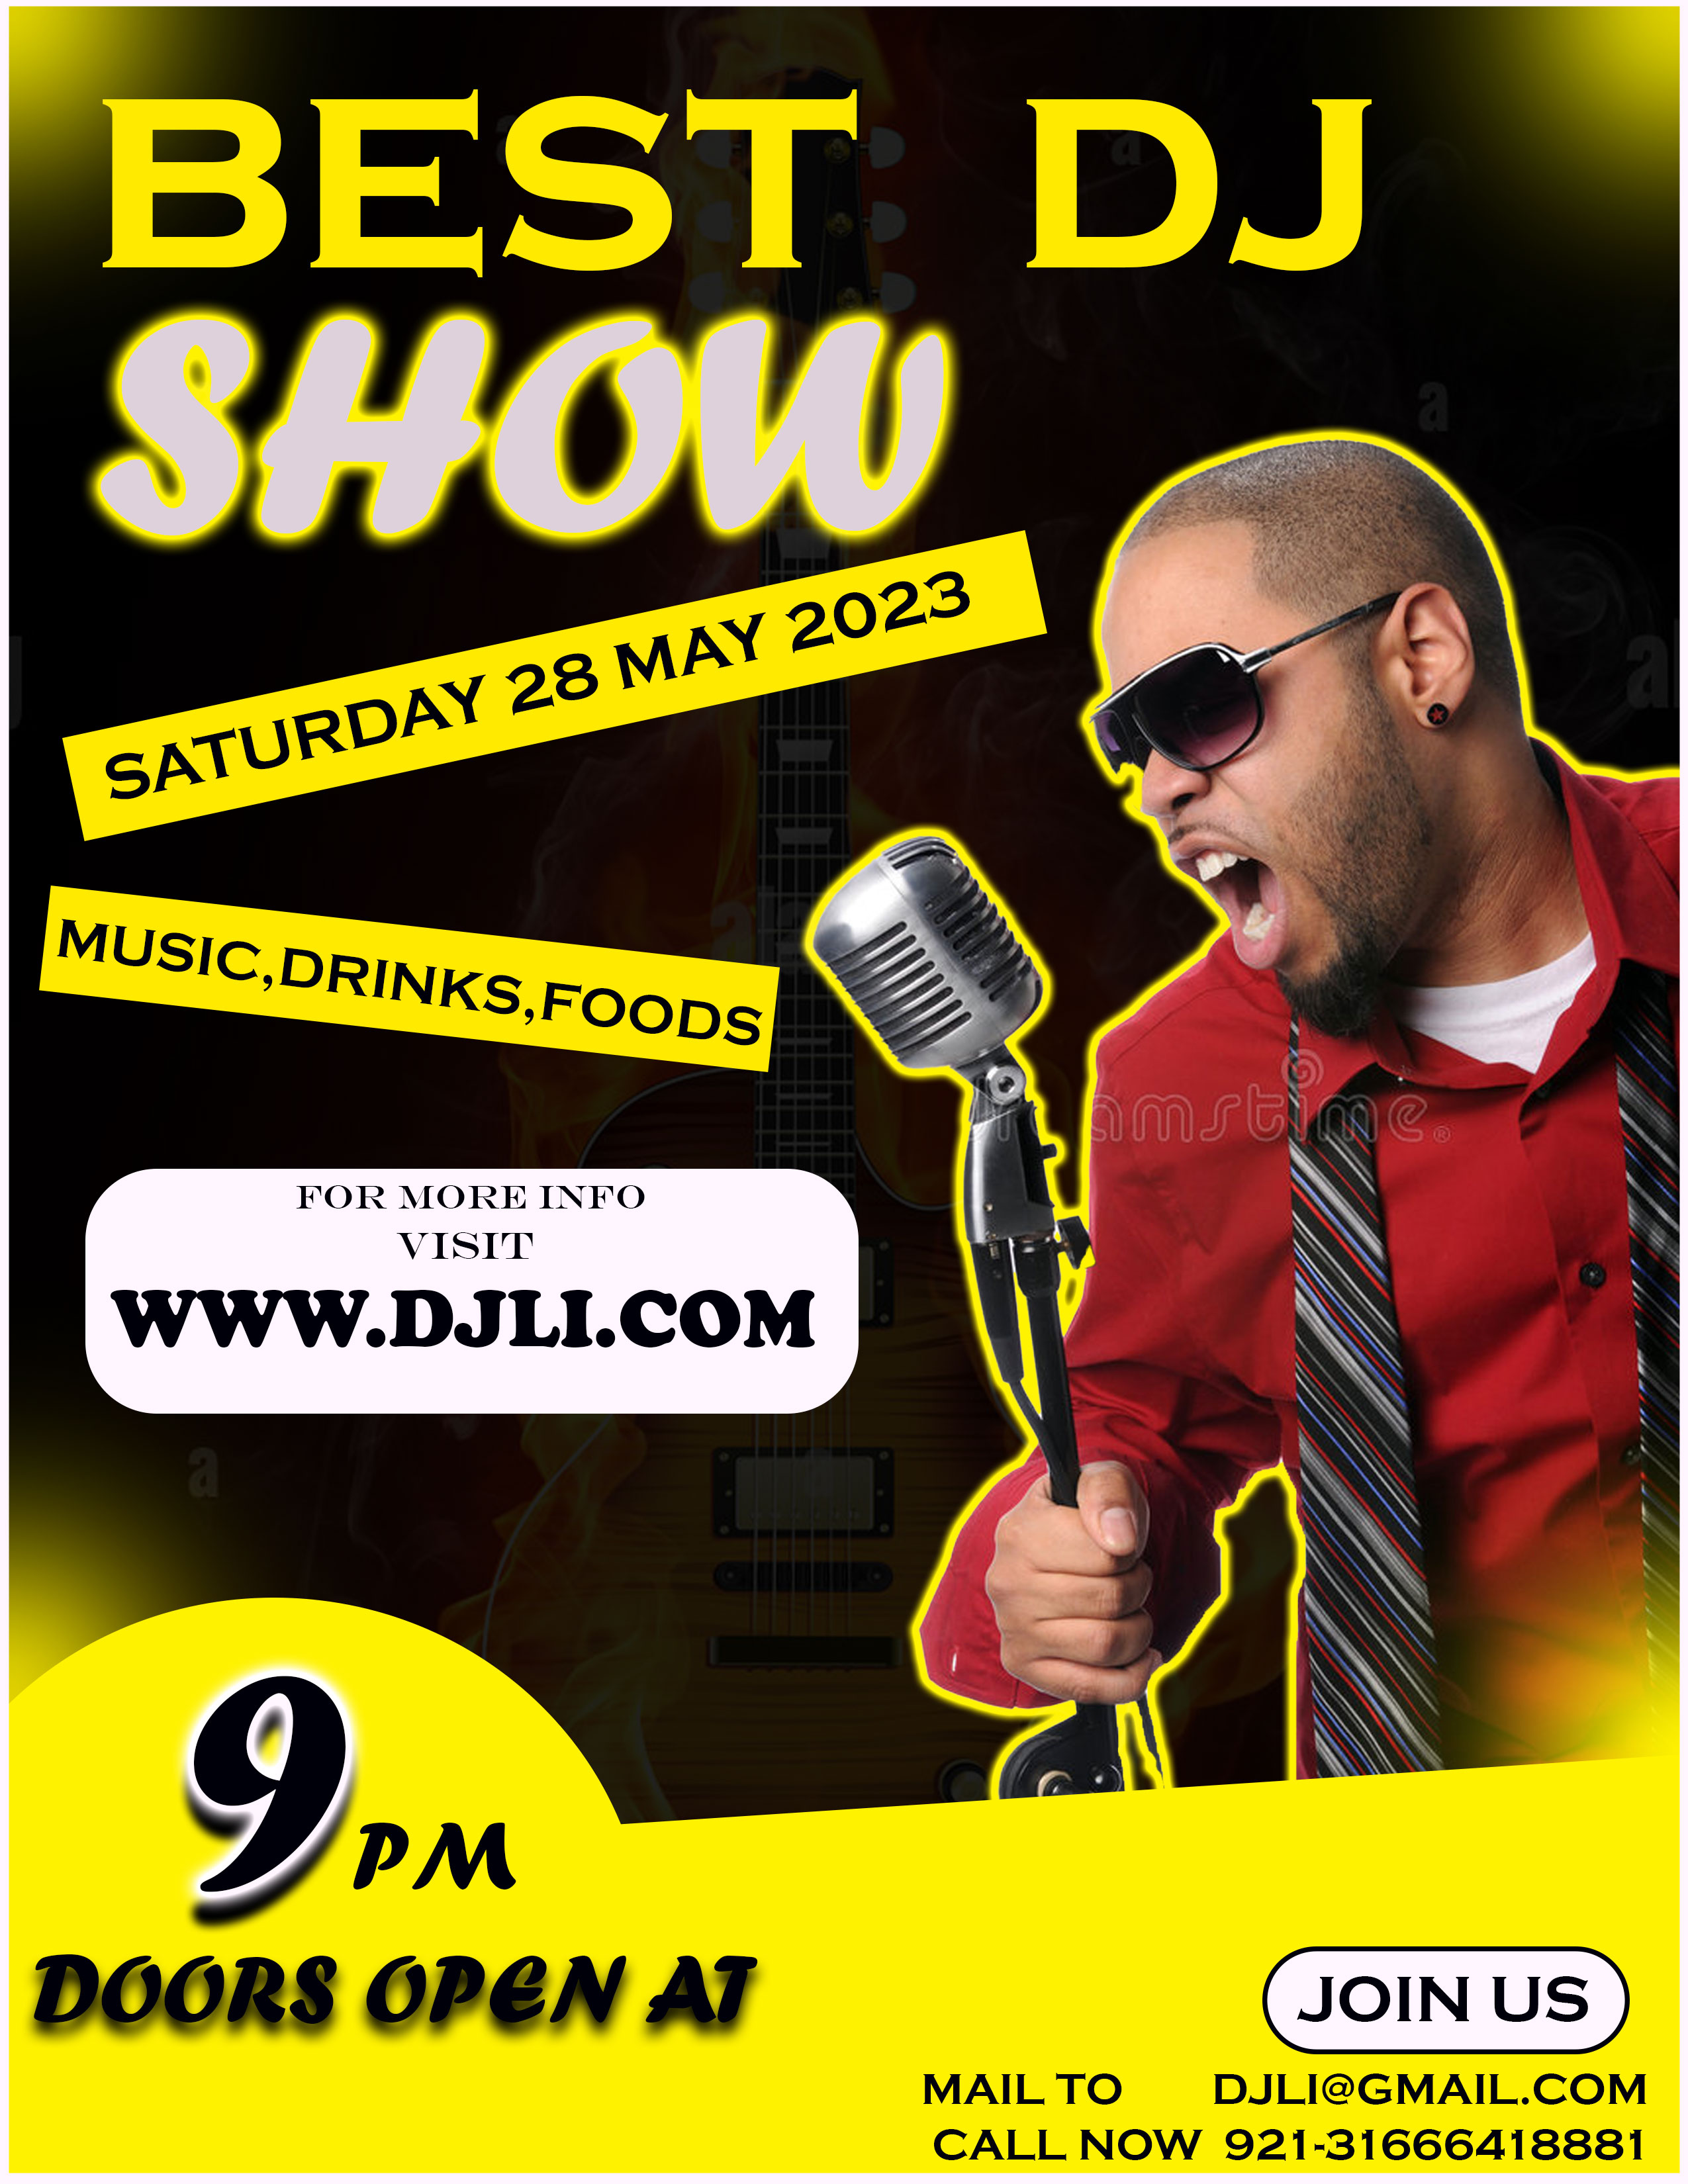 BEST DJ
SHOW
SATURDAY 28 MAY 2023
MUSIC,DRINKS,FOODS
dreamstime®
FOR MORE INFO
VISIT
WWW.DJLI.COM
9 PM
DOORS OPEN AT
JOIN US
MAIL TO DJLI@GMAIL.COM
CALL NOW 921-31666418881